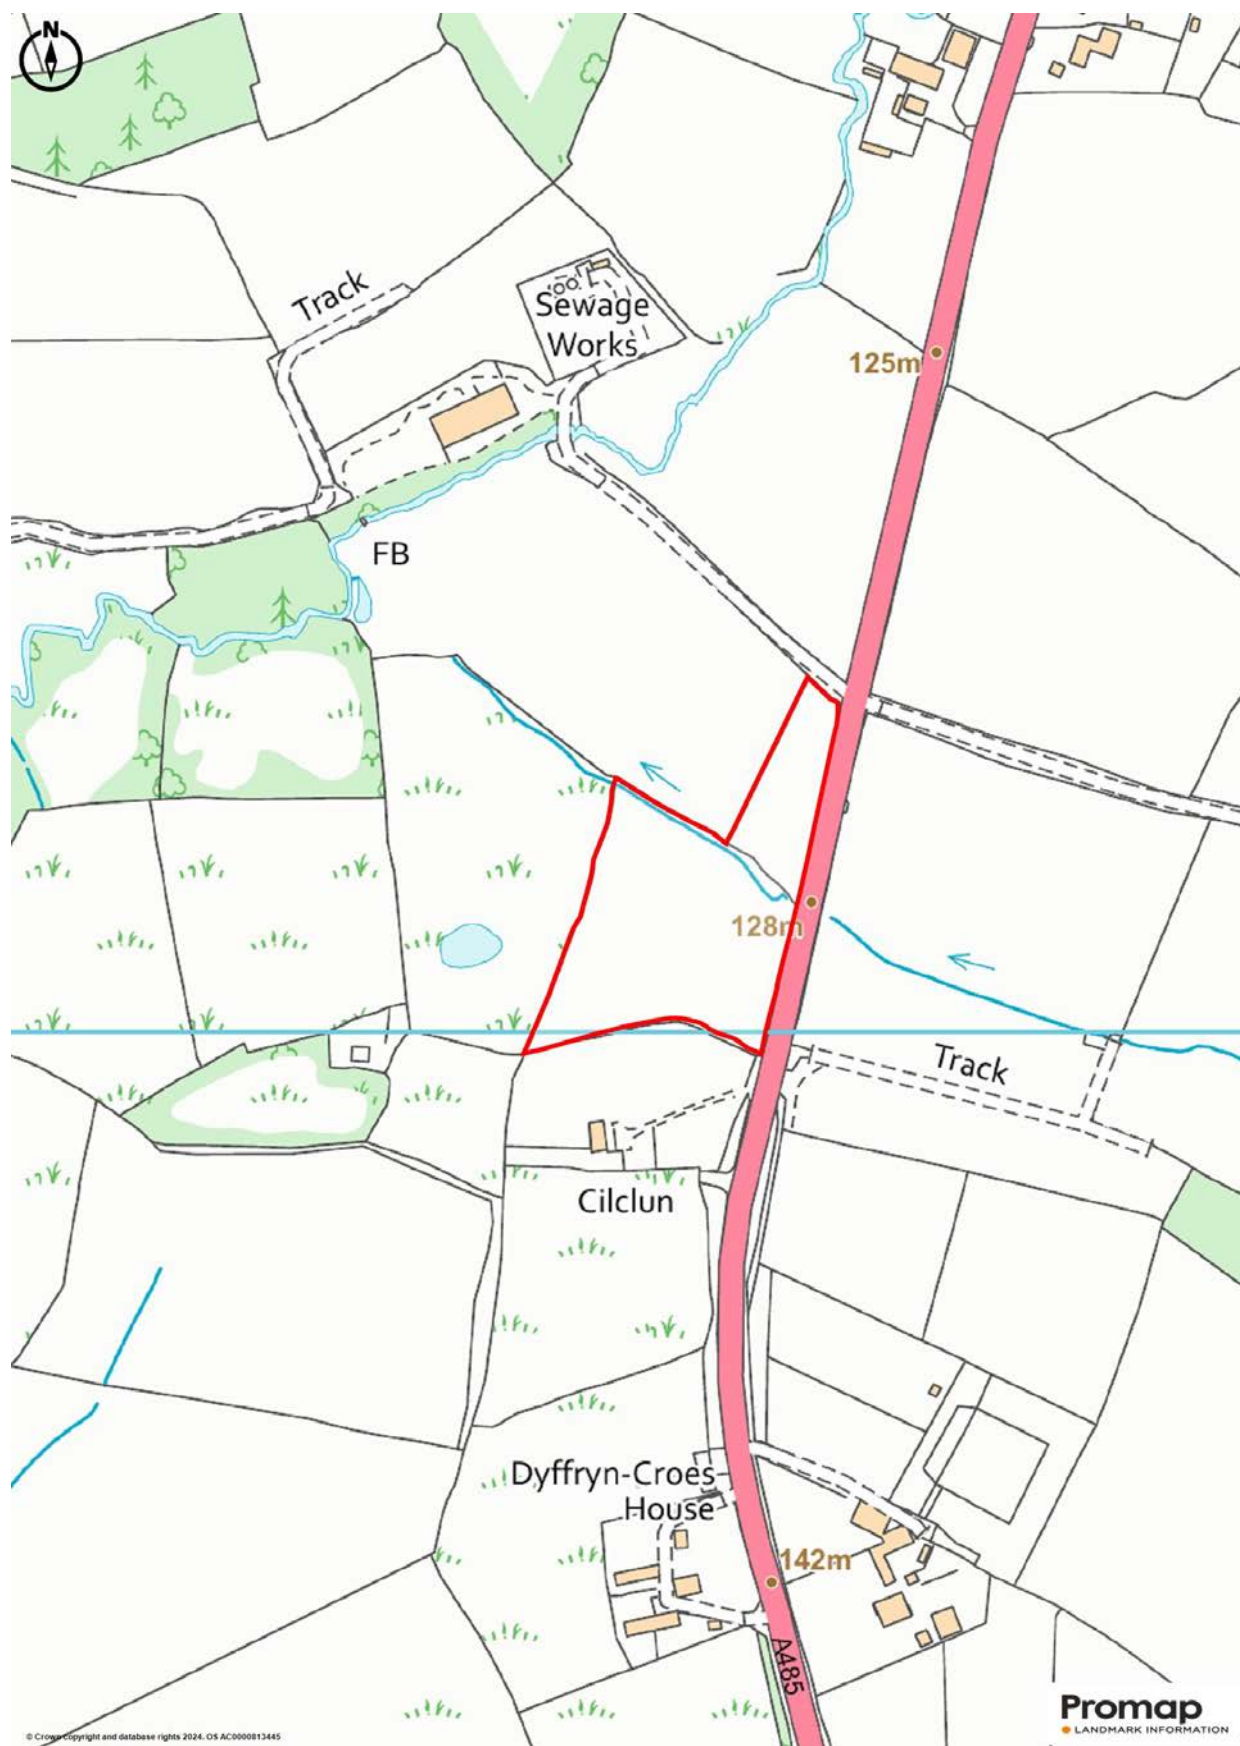 N
Track
Sewage
Works
125m
FB
128m
Track
Cilclun
Dyffryn-Croes
House
142m
A485
Promap
LANDMARK INFORMATION
© Crown copyright and database rights 2024. OS AC0000813445